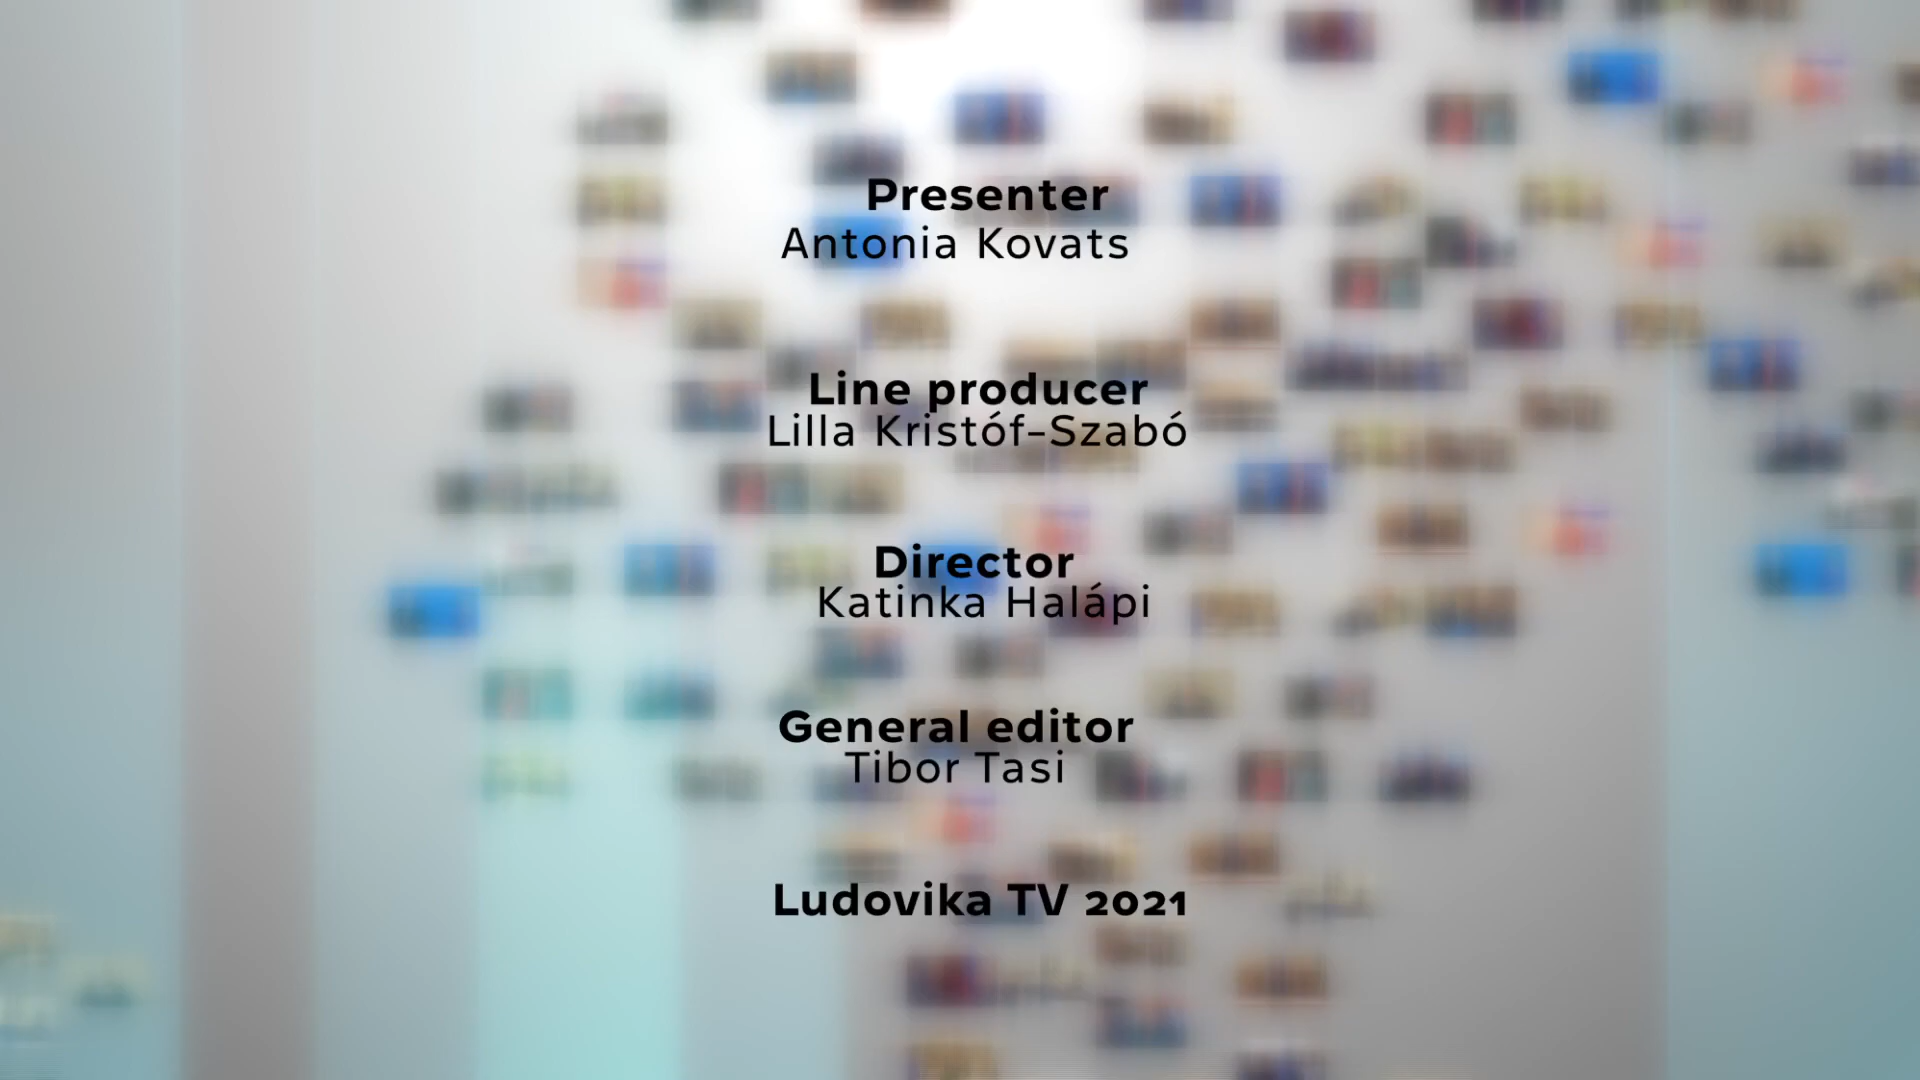 Presenter
Antonia Kovats
Line producer
Lilla Kristóf-Szabó
Director
Katinka Halápi
General editor
Tibor Tasi
Ludovika TV 2021